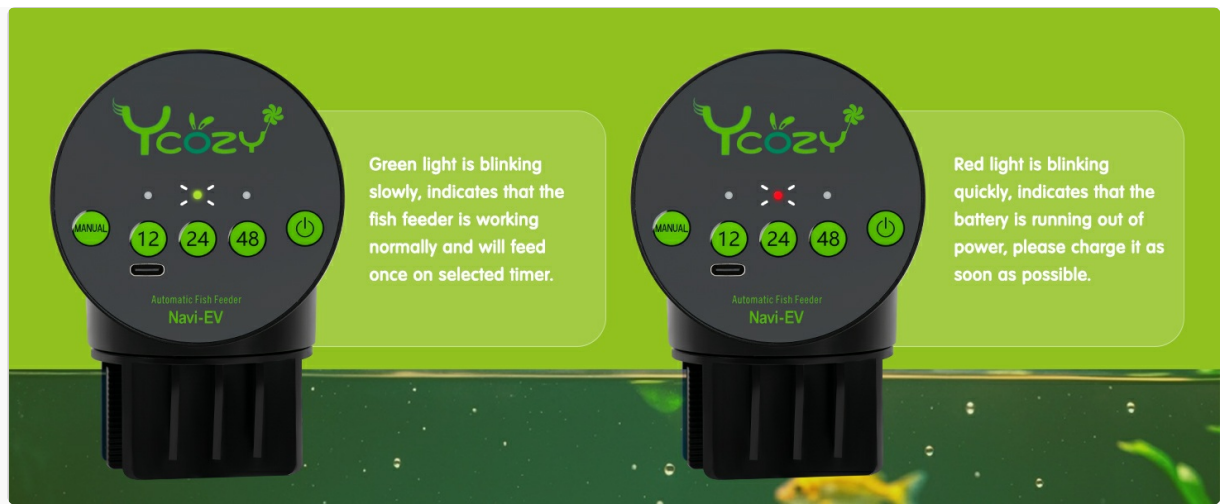 Ycozy
MANUAL
12
24
48
Automatic Fish Feeder
Navi-EV
Green light is blinking
slowly, indicates that the
fish feeder is working
normally and will feed
once on selected timer.
Ycozy
MANUAL
12
24
48
Automatic Fish Feeder
Navi-EV
Red light is blinking
quickly, indicates that the
battery is running out of
power, please charge it as
soon as possible.